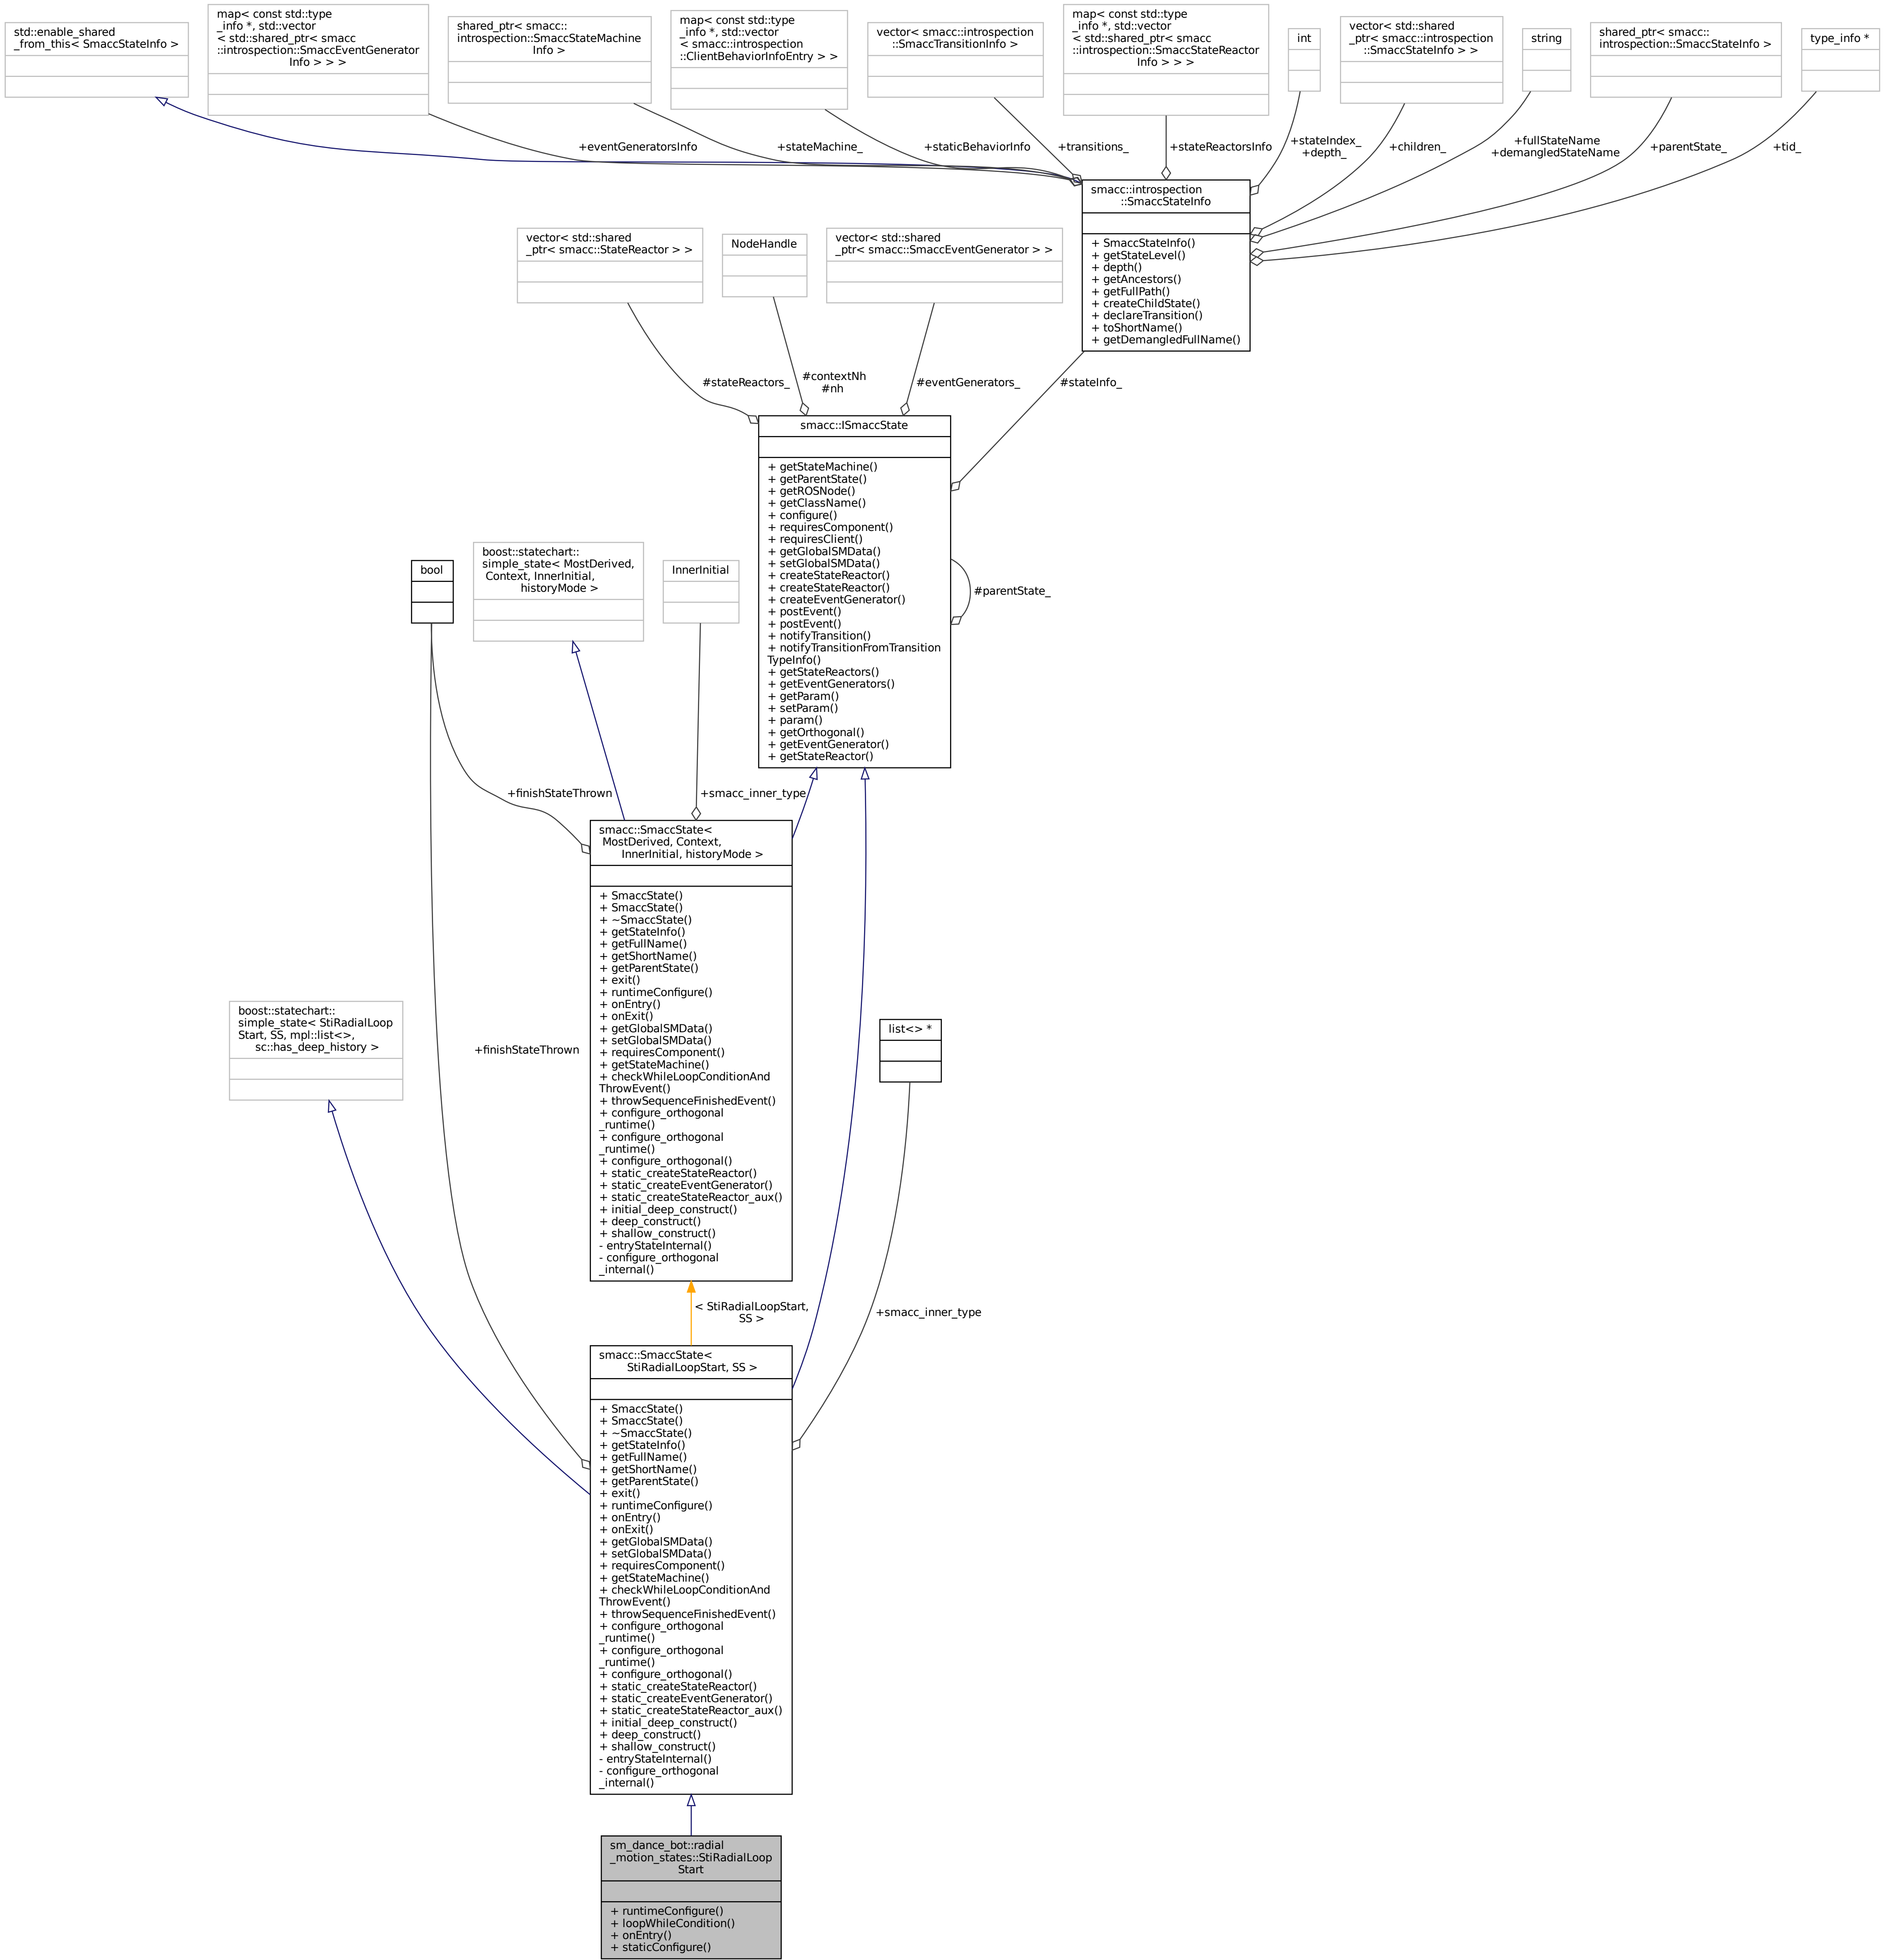 std::enable_shared
_from_this< SmaccStateInfo >
map< const std::type
_info *, std::vector
< std::shared_ptr< smacc
::introspection::SmaccEventGenerator
Info > > >
shared_ptr< smacc::
introspection::SmaccStateMachine
Info >
map< const std::type
_info *, std::vector
< smacc::introspection
::ClientBehaviorInfoEntry > >
vector< smacc::introspection
::SmaccTransitionInfo >
map< const std::type
_info *, std::vector
< std::shared_ptr< smacc
::introspection::SmaccStateReactor
Info > > >
int
vector< std::shared
_ptr< smacc::introspection
::SmaccStateInfo > >
string
shared_ptr< smacc::
introspection::SmaccStateInfo >
type_info *
+eventGeneratorsInfo
+stateMachine_
+staticBehaviorInfo
+transitions_
+stateReactorsInfo
+stateIndex_
+depth_
+children_
+fullStateName
+demangledStateName
+parentState_
+tid_
smacc::introspection
::SmaccStateInfo
+ SmaccStateInfo()
+ getStateLevel()
+ depth()
+ getAncestors()
+ getFullPath()
+ createChildState()
+ declareTransition()
+ toShortName()
+ getDemangledFullName()
vector< std::shared
_ptr< smacc::StateReactor > >
NodeHandle
vector< std::shared
_ptr< smacc::SmaccEventGenerator > >
#stateReactors_
#contextNh
#nh
#eventGenerators_
#stateInfo_
smacc::ISmaccState
+ getStateMachine()
+ getParentState()
+ getROSNode()
+ getClassName()
+ configure()
+ requiresComponent()
+ requiresClient()
+ getGlobalSMData()
+ setGlobalSMData()
+ createStateReactor()
+ createStateReactor()
+ createEventGenerator()
+ postEvent()
+ postEvent()
+ notifyTransition()
+ notifyTransitionFromTransition
TypeInfo()
+ getStateReactors()
+ getEventGenerators()
+ getParam()
+ setParam()
+ param()
+ getOrthogonal()
+ getEventGenerator()
+ getStateReactor()
#parentState_
bool
boost::statechart::
simple_state< MostDerived,
Context, InnerInitial,
historyMode >
InnerInitial
+finishStateThrown
+smacc_inner_type
smacc::SmaccState<
MostDerived, Context,
InnerInitial, historyMode >
+ SmaccState()
+ SmaccState()
+ ~SmaccState()
+ getStateInfo()
+ getFullName()
+ getShortName()
+ getParentState()
+ exit()
+ runtimeConfigure()
+ onEntry()
+ onExit()
+ getGlobalSMData()
+ setGlobalSMData()
+ requiresComponent()
+ getStateMachine()
+ checkWhileLoopConditionAnd
ThrowEvent()
+ throwSequenceFinishedEvent()
+ configure_orthogonal
_runtime()
+ configure_orthogonal
_runtime()
+ configure_orthogonal()
+ static_createStateReactor()
+ static_createEventGenerator()
+ static_createStateReactor_aux()
+ initial_deep_construct()
+ deep_construct()
+ shallow_construct()
- entryStateInternal()
- configure_orthogonal
_internal()
boost::statechart::
simple_state< StiRadialLoop
Start, SS, mpl::list<>,
sc::has_deep_history >
+finishStateThrown
list<> *
< StiRadialLoopStart,
SS >
+smacc_inner_type
smacc::SmaccState<
StiRadialLoopStart, SS >
+ SmaccState()
+ SmaccState()
+ ~SmaccState()
+ getStateInfo()
+ getFullName()
+ getShortName()
+ getParentState()
+ exit()
+ runtimeConfigure()
+ onEntry()
+ onExit()
+ getGlobalSMData()
+ setGlobalSMData()
+ requiresComponent()
+ getStateMachine()
+ checkWhileLoopConditionAnd
ThrowEvent()
+ throwSequenceFinishedEvent()
+ configure_orthogonal
_runtime()
+ configure_orthogonal
_runtime()
+ configure_orthogonal()
+ static_createStateReactor()
+ static_createEventGenerator()
+ static_createStateReactor_aux()
+ initial_deep_construct()
+ deep_construct()
+ shallow_construct()
- entryStateInternal()
- configure_orthogonal
_internal()
sm_dance_bot::radial
_motion_states::StiRadialLoop
Start
+ runtimeConfigure()
+ loopWhileCondition()
+ onEntry()
+ staticConfigure()